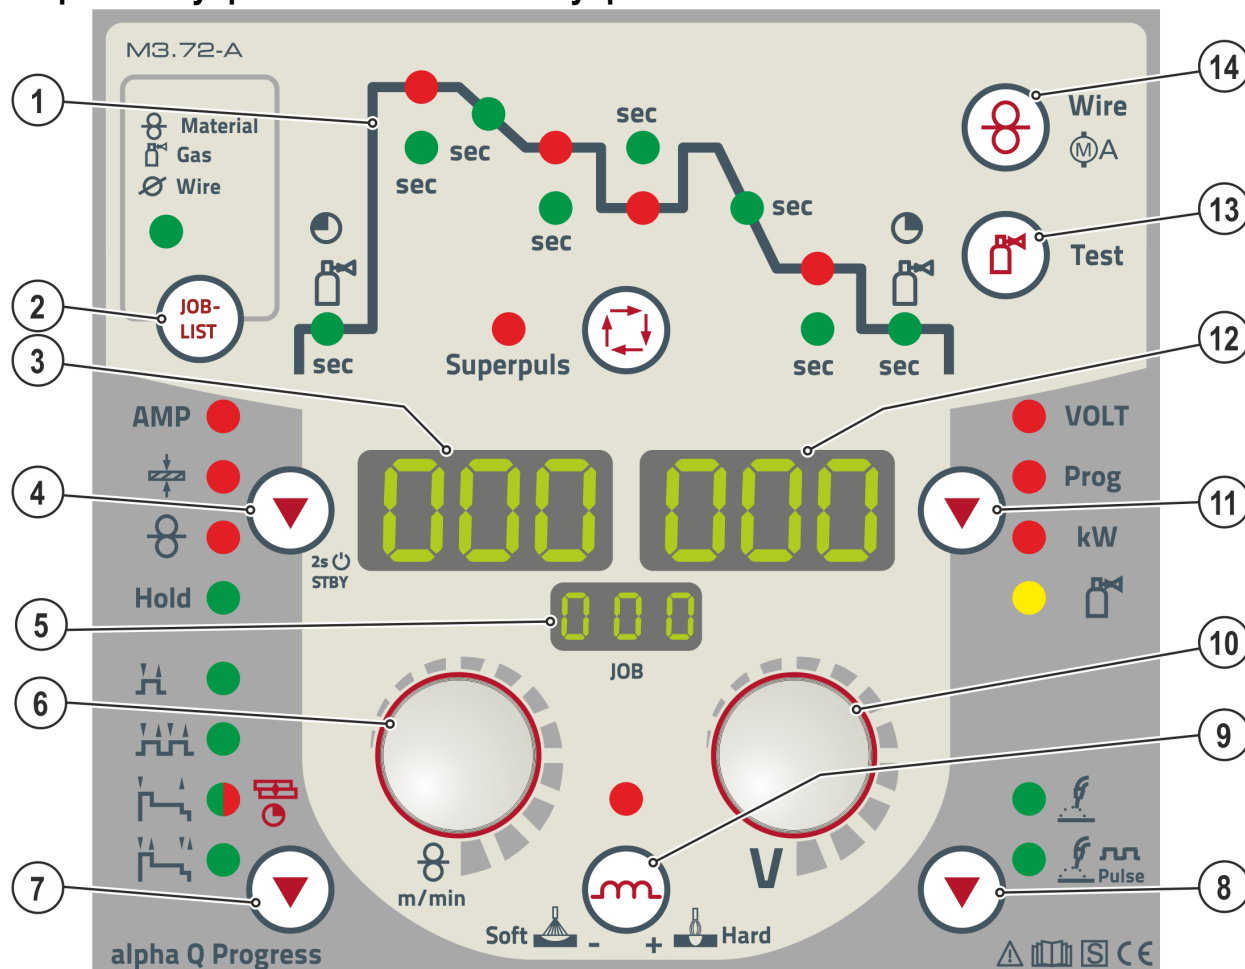 M3.72-A
1
14
Material
Gas
Wire
sec
sec
sec
sec
sec
Wire
M A
13
Test
2
JOB-
LIST
sec
Superpuls
sec
sec
3
12
AMP
VOLT
4
000
000
Prog
11
kW
2s
STBY
Hold
5
000
JOB
10
6
9
m/min
V
Pulse
7
8
Soft
-
+
Hard
alpha Q Progress
S CE